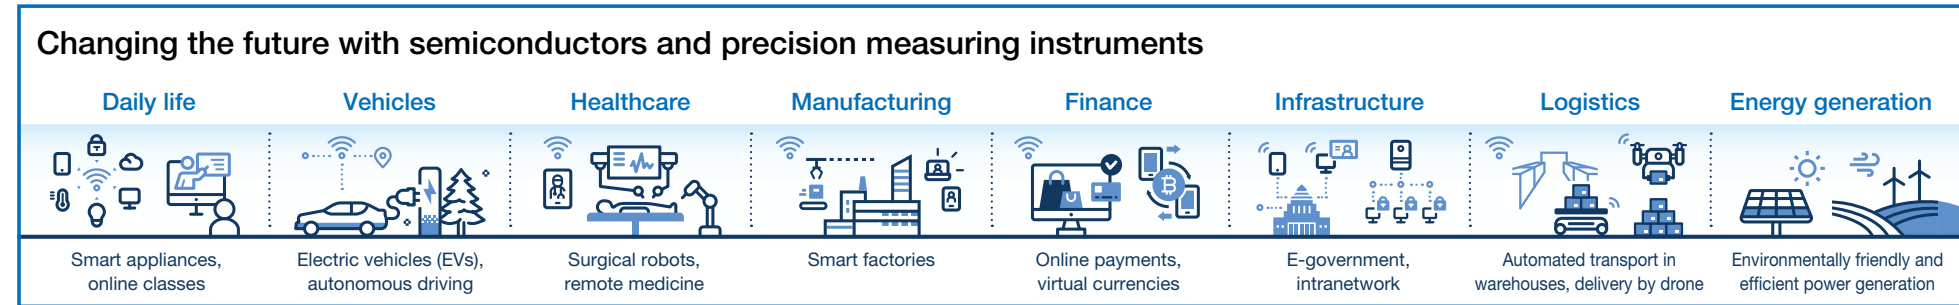 Changing the future with semiconductors and precision measuring instruments
Daily life
Vehicles
Healthcare
Manufacturing
Finance
Infrastructure
Logistics
Energy generation
Smart appliances,
online classes
Electric vehicles (EVs),
autonomous driving
Surgical robots,
remote medicine
Smart factories
Online payments,
virtual currencies
E-government,
intranetwork
Automated transport in
warehouses, delivery by drone
Environmentally friendly and
efficient power generation